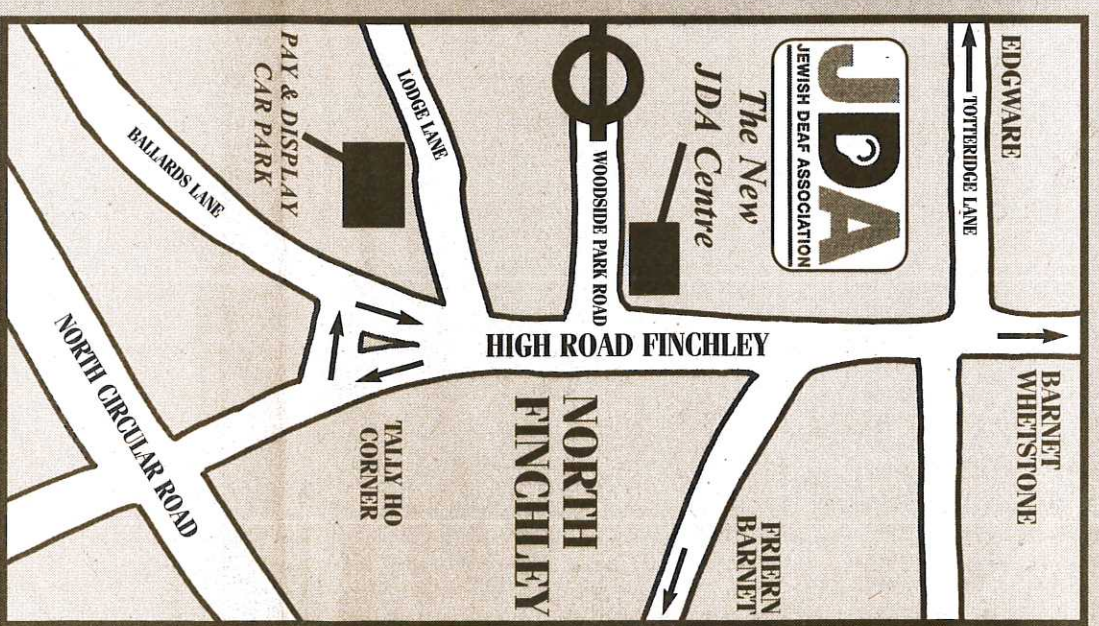 EDGWARE
TOTTERIDGE LANE
BARNET
WHETSTONE
JDA
JEWISH DEAF ASSOCIATION
The New
JDA Centre
FRIERN
BARNET
WOODSIDE PARK ROAD
HIGH ROAD FINCHLEY
NORTH
FINCHLEY
LODGE LANE
PAY & DISPLAY
CAR PARK
BALLARDS LANE
TALLY HO
CORNER
NORTH CIRCULAR ROAD